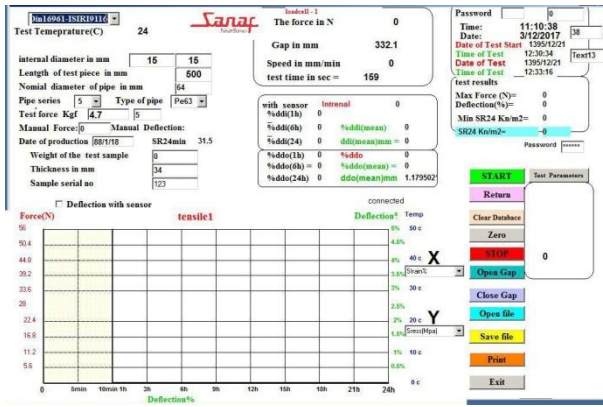 Din16961-ISIRI9116
Test Temeprature(C) 24
Sanaf
loadcall - 1
The force in N 0
Gap in mm 332.1
Speed in mm/min 0
test time in sec = 159
Password 0
Time: 11:10:38
Date: 3/12/2017
38
Date of Test Start 1395/12/21
Time of Test 12:30:34
Text13
Date of Test 1395/12/21
Time of Test 12:33:16
internal diameter in mm 15 15
Length of test piece in mm 500
Nomial diameter of pipe in mm 64
Pipe series 5 Type of pipe Pe63
Test force Kgf 4.7 5
Manual Force: 0 Manual Deflection:
Date of production 88/1/18 SR24min 31.5
Weight of the test sample 0
Thickness in mm 34
Sample serial no 123
with sensor Intrenal 0
%ddi(1h) 0
%ddi(6h) 0 %ddi(mean) 0
%ddi(24) 0 ddi(mean)mm = 0
%ddo(1h) 0 %ddo 0
%ddo(6h) = 0 %ddo(mean) = 0
%ddo(24h) 0 ddo(mean)mm 1.179502
test results
Max Force (N)= 0
Deflection(%)= 0
Min SR24 Kn/m2= 0
SR24 Kn/m2= -0
Password ******
Deflection with sensor
connected
Force(N) tensile1 Deflection% Temp
56
50.4
44.8
39.2
33.6
28
22.4
16.8
11.2
5.6
5%
4.5%
4%
3.5%
3%
2.5%
2%
1.5%
1%
0.5%
50 c
40 c
30 c
20 c
10 c
0 c
X
Strain%
Y
Sress(Mpa)
0 5min 10min 1h 3h 6h 9h 12h 15h 18h 21h 24h
Deflection%
START
Return
Clear Database
Zero
STOP
Open Gap
Close Gap
Open file
Save file
Print
Exit
Test Parameters
0